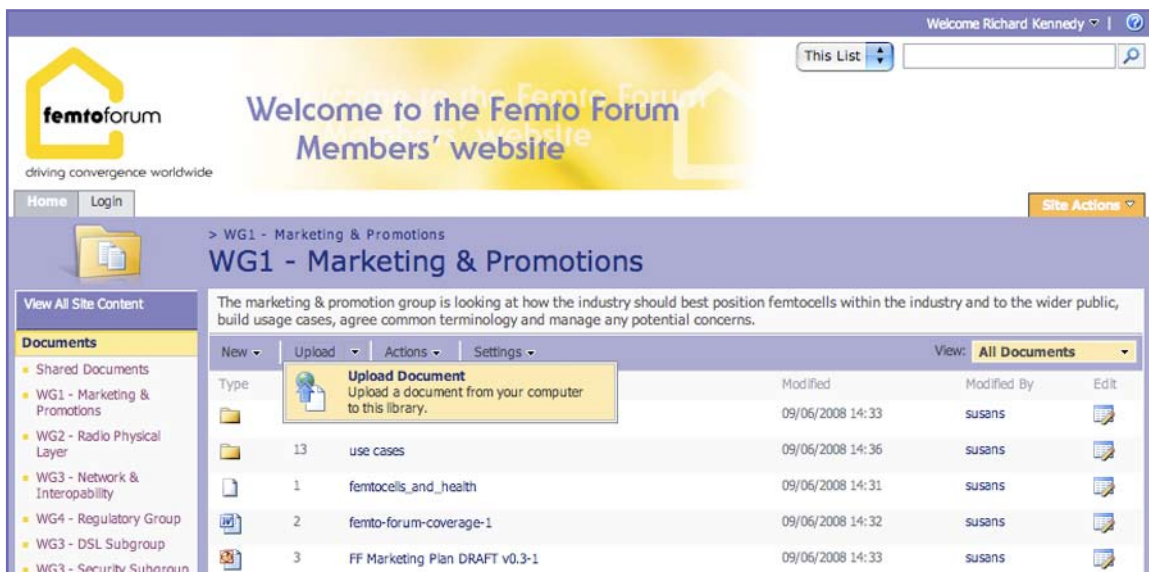 Welcome Richard Kennedy |
This List
femtoforum
driving convergence worldwide
Welcome to the Femto Forum
Members' website
Home Login
Site Actions
> WG1 - Marketing & Promotions
WG1 - Marketing & Promotions
View All Site Content
The marketing & promotion group is looking at how the industry should best position femtocells within the industry and to the wider public,
build usage cases, agree common terminology and manage any potential concerns.
Documents
Shared Documents
WG1 - Marketing &
Promotions
WG2 - Radio Physical
Layer
WG3 - Network &
Interopability
WG4 - Regulatory Group
WG3 - DSL Subgroup
WG3 - Security Subgroup
New Upload Actions Settings View: All Documents
Upload Document
Upload a document from your computer
to this library.
Type Modified Modified By Edit
09/06/2008 14:33 susans
13 use cases 09/06/2008 14:36 susans
1 femtocells_and_health 09/06/2008 14:31 susans
2 femto-forum-coverage-1 09/06/2008 14:32 susans
3 FF Marketing Plan DRAFT v0.3-1 09/06/2008 14:33 susans